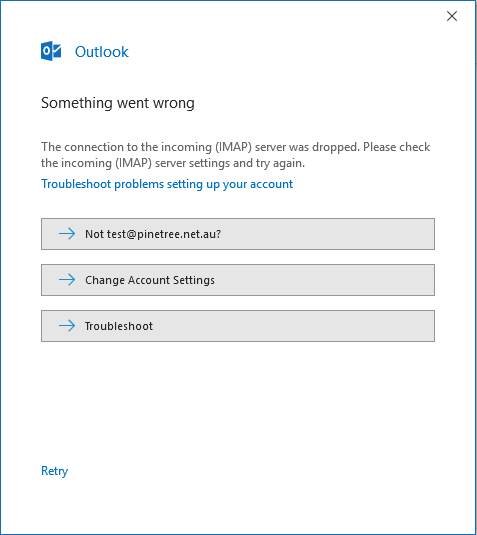 Outlook
Something went wrong
The connection to the incoming (IMAP) server was dropped. Please check
the incoming (IMAP) server settings and try again.
Troubleshoot problems setting up your account
Not test@pinetree.net.au?
Change Account Settings
Troubleshoot
Retry